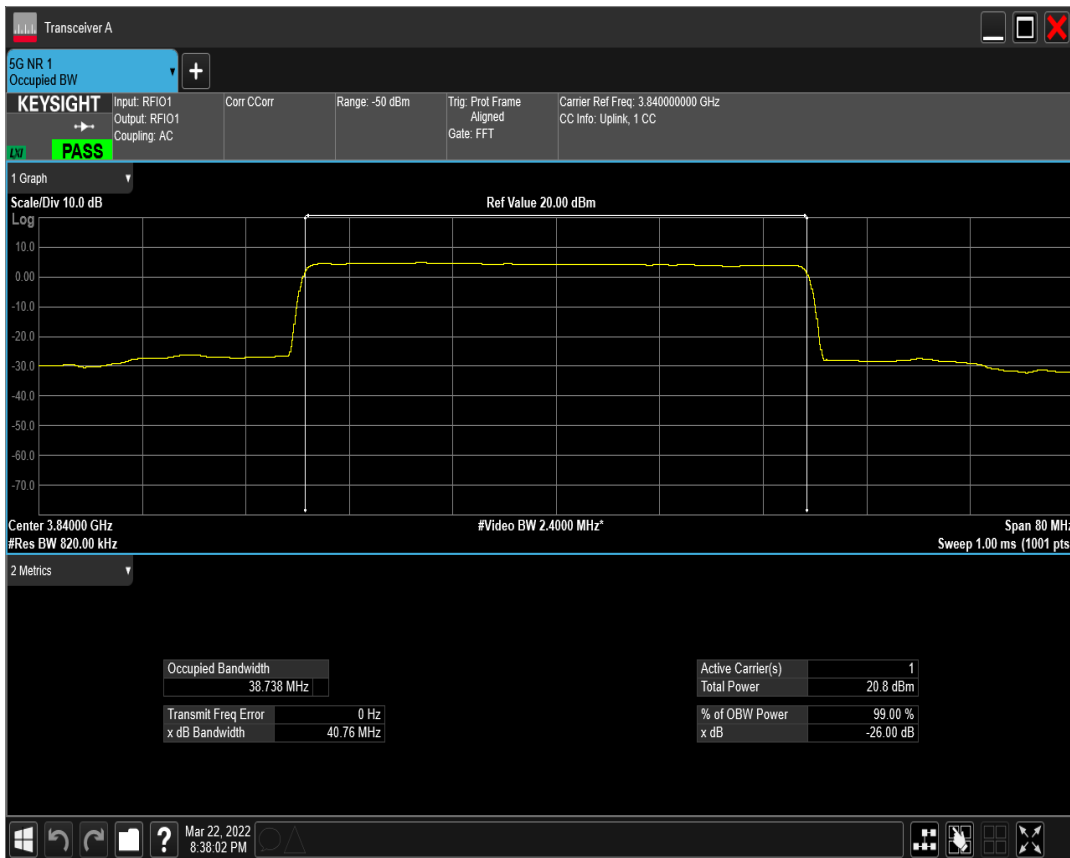 Transceiver A
5G NR 1
Occupied BW
+
KEYSIGHT
LXI
PASS
Input: RFIO1
Output: RFIO1
Coupling: AC
Corr CCorr
Range: -50 dBm
Trig: Prot Frame
Aligned
Gate: FFT
Carrier Ref Freq: 3.840000000 GHz
CC Info: Uplink, 1 CC
1 Graph
Scale/Div 10.0 dB
Ref Value 20.00 dBm
Log
10.0
0.00
-10.0
-20.0
-30.0
-40.0
-50.0
-60.0
-70.0
Center 3.84000 GHz
#Video BW 2.4000 MHz*
Span 80 MHz
#Res BW 820.00 kHz
Sweep 1.00 ms (1001 pts
2 Metrics
Occupied Bandwidth
38.738 MHz
Transmit Freq Error 0 Hz
x dB Bandwidth 40.76 MHz
Active Carrier(s) 1
Total Power 20.8 dBm
% of OBW Power 99.00 %
x dB -26.00 dB
?
Mar 22, 2022
8:38:02 PM